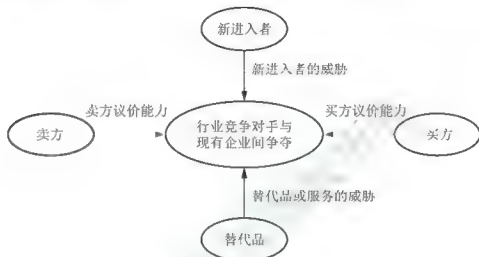 新进入者
新进入者的威胁
卖方议价能力
买方议价能力
卖方
行业竞争对手与
现有企业间争夺
买方
替代品或服务的威胁
替代品